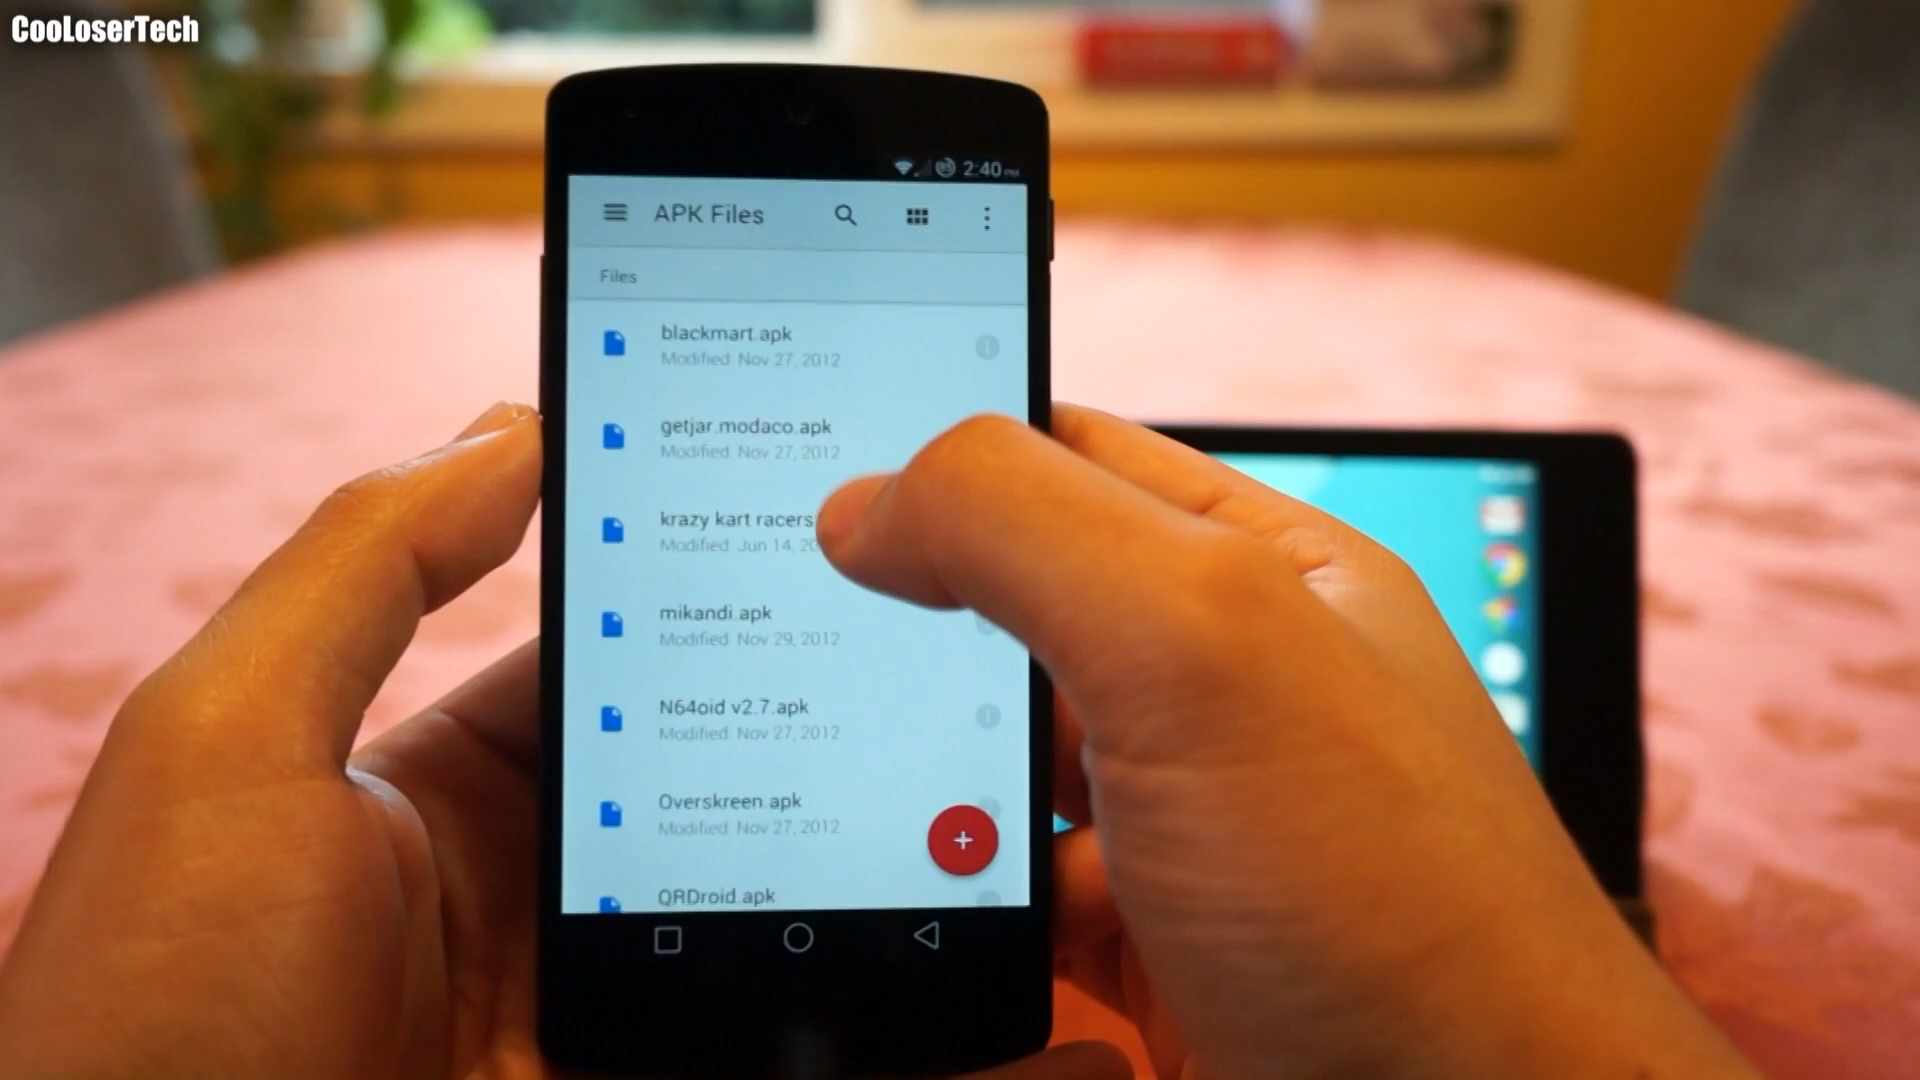 CooLoserTech
2:40 PM
APK Files
Files
blackmart.apk
Modified: Nov 27, 2012
getjar.modaco.apk
Modified: Nov 27, 2012
krazy kart racers
Modified: Jun 14, 20
mikandi.apk
Modified: Nov 29, 2012
N64oid v2.7.apk
Modified: Nov 27, 2012
Overskreen.apk
Modified: Nov 27, 2012
QRDroid.apk